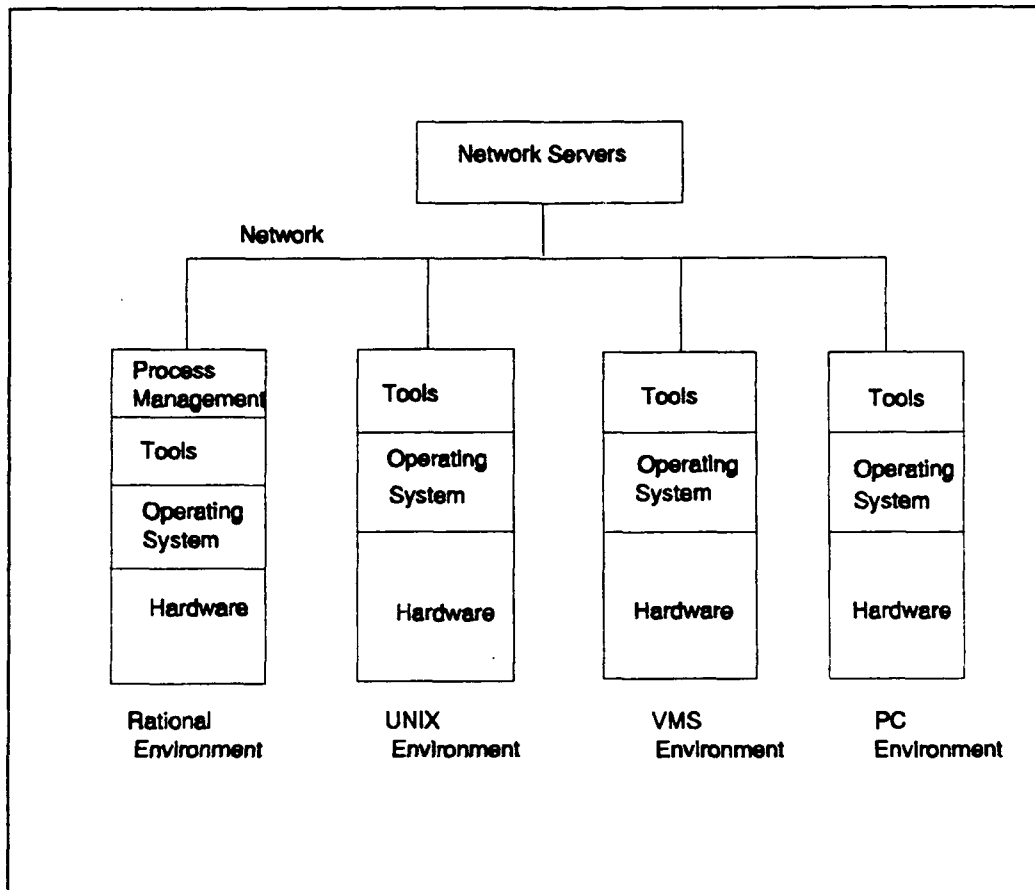 Network Servers
Network
Process
Management
Tools
Operating
System
Hardware
Rational
Environment
Tools
Operating
System
Hardware
UNIX
Environment
Tools
Operating
System
Hardware
VMS
Environment
Tools
Operating
System
Hardware
PC
Environment